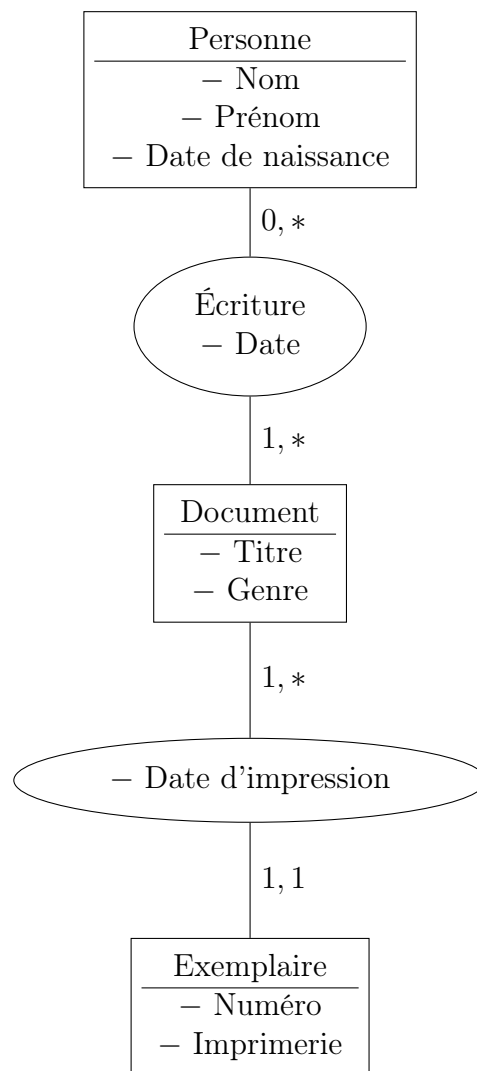 Personne
− Nom
− Prénom
− Date de naissance
0, ∗
Écriture
− Date
1, ∗
Document
− Titre
− Genre
1, ∗
− Date d'impression
1, 1
Exemplaire
− Numéro
− Imprimerie